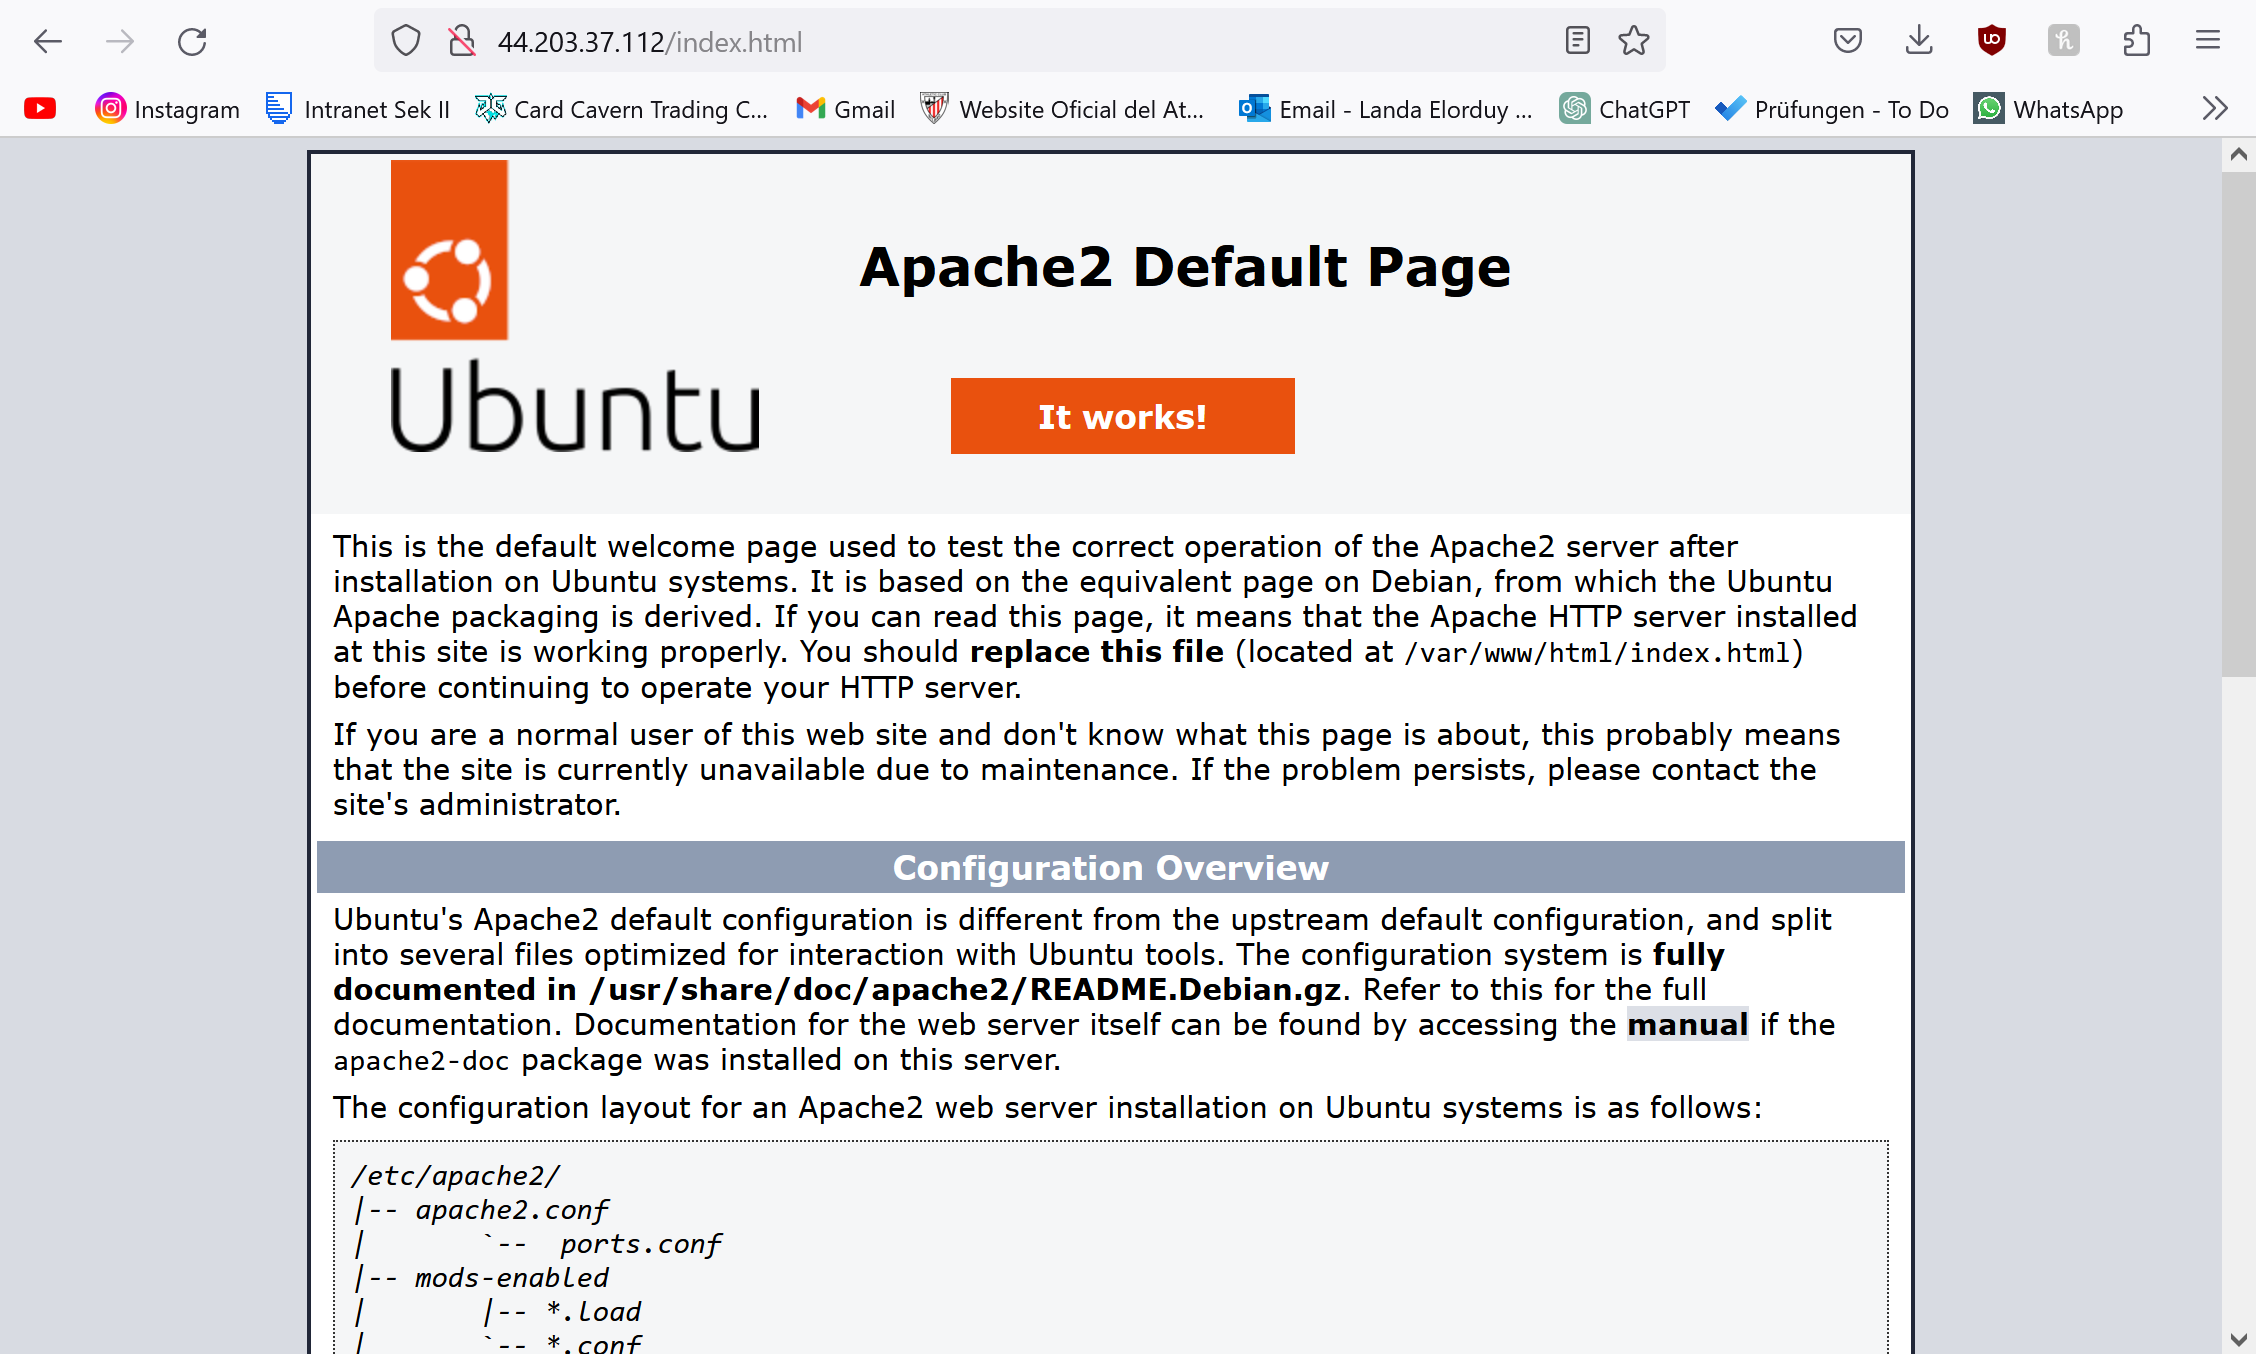 44.203.37.112/index.html
Instagram
Intranet Sek II
Card Cavern Trading C...
Gmail
Website Oficial del At...
Email - Landa Elorduy ...
ChatGPT
Prüfungen - To Do
WhatsApp
Ubuntu
Apache2 Default Page
It works!
This is the default welcome page used to test the correct operation of the Apache2 server after
installation on Ubuntu systems. It is based on the equivalent page on Debian, from which the Ubuntu
Apache packaging is derived. If you can read this page, it means that the Apache HTTP server installed
at this site is working properly. You should replace this file (located at /var/www/html/index.html)
before continuing to operate your HTTP server.
If you are a normal user of this web site and don't know what this page is about, this probably means
that the site is currently unavailable due to maintenance. If the problem persists, please contact the
site's administrator.
Configuration Overview
Ubuntu's Apache2 default configuration is different from the upstream default configuration, and split
into several files optimized for interaction with Ubuntu tools. The configuration system is fully
documented in /usr/share/doc/apache2/README.Debian.gz. Refer to this for the full
documentation. Documentation for the web server itself can be found by accessing the manual if the
apache2-doc package was installed on this server.
The configuration layout for an Apache2 web server installation on Ubuntu systems is as follows:
/etc/apache2/
|-- apache2.conf
|       `--  ports.conf
|-- mods-enabled
|       |-- *.load
|       `-- *.conf